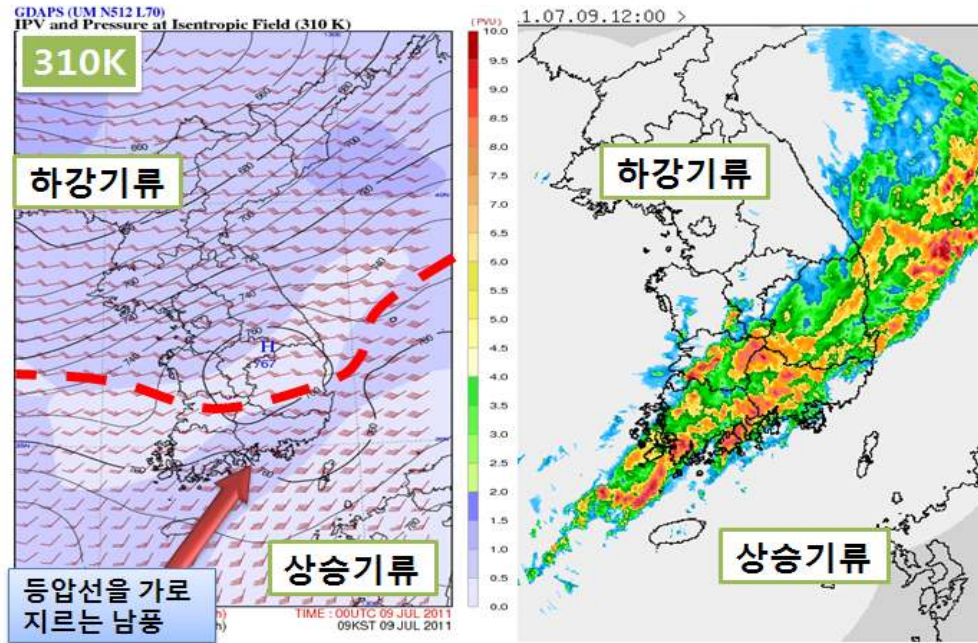 GDAPS (UM N512 L70)
IPV and Pressure at Isentropic Field (310 K)
310K
하강기류
H
767
상승기류
등압선을 가로
지르는 남풍
TIME : 00UTC 09 JUL 2011
09KST 09 JUL 2011
(PVU)
10.0
9.5
9.0
8.5
8.0
7.5
7.0
6.5
6.0
5.5
5.0
4.5
4.0
3.5
3.0
2.5
2.0
1.5
1.0
0.5
0.0
1.07.09.12:00 >
하강기류
상승기류